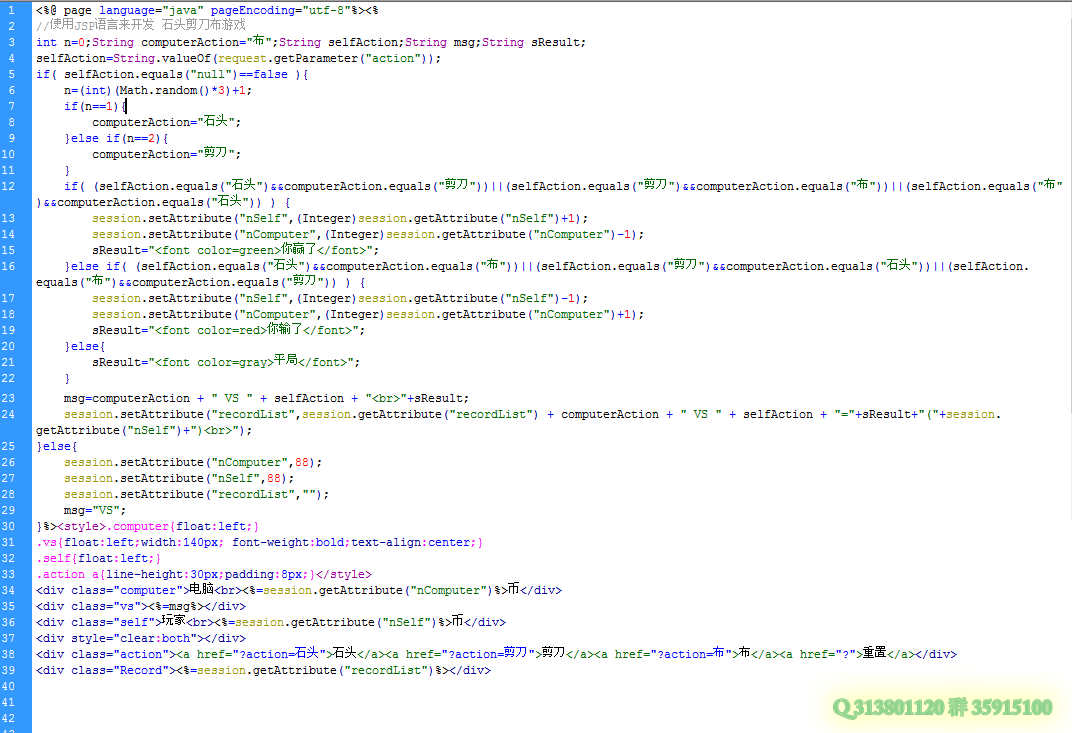 1 <%@ page language="java" pageEncoding="utf-8"%><%
2 //使用JSP语言来开发 石头剪刀布游戏
3 int n=0;String computerAction="布";String selfAction;String msg;String sResult;
4 selfAction=String.valueOf(request.getParameter("action"));
5 if( selfAction.equals("null")==false ){
6 n=(int)(Math.random()*3)+1;
7 if(n==1){
8 computerAction="石头";
9 }else if(n==2){
10 computerAction="剪刀";
11 }
12 if( (selfAction.equals("石头")&&computerAction.equals("剪刀"))||(selfAction.equals("剪刀")&&computerAction.equals("布"))||(selfAction.equals("布"
)&&computerAction.equals("石头")) ) {
13 session.setAttribute("nSelf",(Integer)session.getAttribute("nSelf")+1);
14 session.setAttribute("nComputer",(Integer)session.getAttribute("nComputer")-1);
15 sResult="<font color=green>你赢了</font>";
16 }else if( (selfAction.equals("石头")&&computerAction.equals("布"))||(selfAction.equals("剪刀")&&computerAction.equals("石头"))||(selfAction.
equals("布")&&computerAction.equals("剪刀")) ) {
17 session.setAttribute("nSelf",(Integer)session.getAttribute("nSelf")-1);
18 session.setAttribute("nComputer",(Integer)session.getAttribute("nComputer")+1);
19 sResult="<font color=red>你输了</font>";
20 }else{
21 sResult="<font color=gray>平局</font>";
22 }
23 msg=computerAction + " VS " + selfAction + "<br>"+sResult;
24 session.setAttribute("recordList",session.getAttribute("recordList") + computerAction + " VS " + selfAction + "="+sResult+"("+session.
getAttribute("nSelf")+")<br>");
25 }else{
26 session.setAttribute("nComputer",88);
27 session.setAttribute("nSelf",88);
28 session.setAttribute("recordList","");
29 msg="VS";
30 }%><style>.computer{float:left;}
31 .vs{float:left;width:140px; font-weight:bold;text-align:center;}
32 .self{float:left;}
33 .action a{line-height:30px;padding:8px;}</style>
34 <div class="computer">电脑<br><%=session.getAttribute("nComputer")%>币</div>
35 <div class="vs"><%=msg%></div>
36 <div class="self">玩家<br><%=session.getAttribute("nSelf")%>币</div>
37 <div style="clear:both"></div>
38 <div class="action"><a href="?action=石头">石头</a><a href="?action=剪刀">剪刀</a><a href="?action=布">布</a><a href="?">重置</a></div>
39 <div class="Record"><%=session.getAttribute("recordList")%></div>
40
41
42
Q313801120 群 35915100